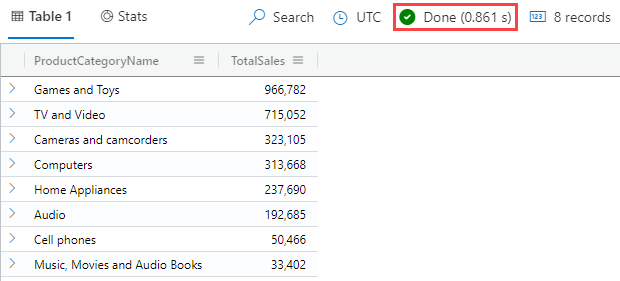 Table 1 Stats Search UTC Done (0.861 s) 123 8 records
ProductCategoryName TotalSales
Games and Toys 966,782
TV and Video 715,052
Cameras and camcorders 323,105
Computers 313,668
Home Appliances 237,690
Audio 192,685
Cell phones 50,466
Music, Movies and Audio Books 33,402